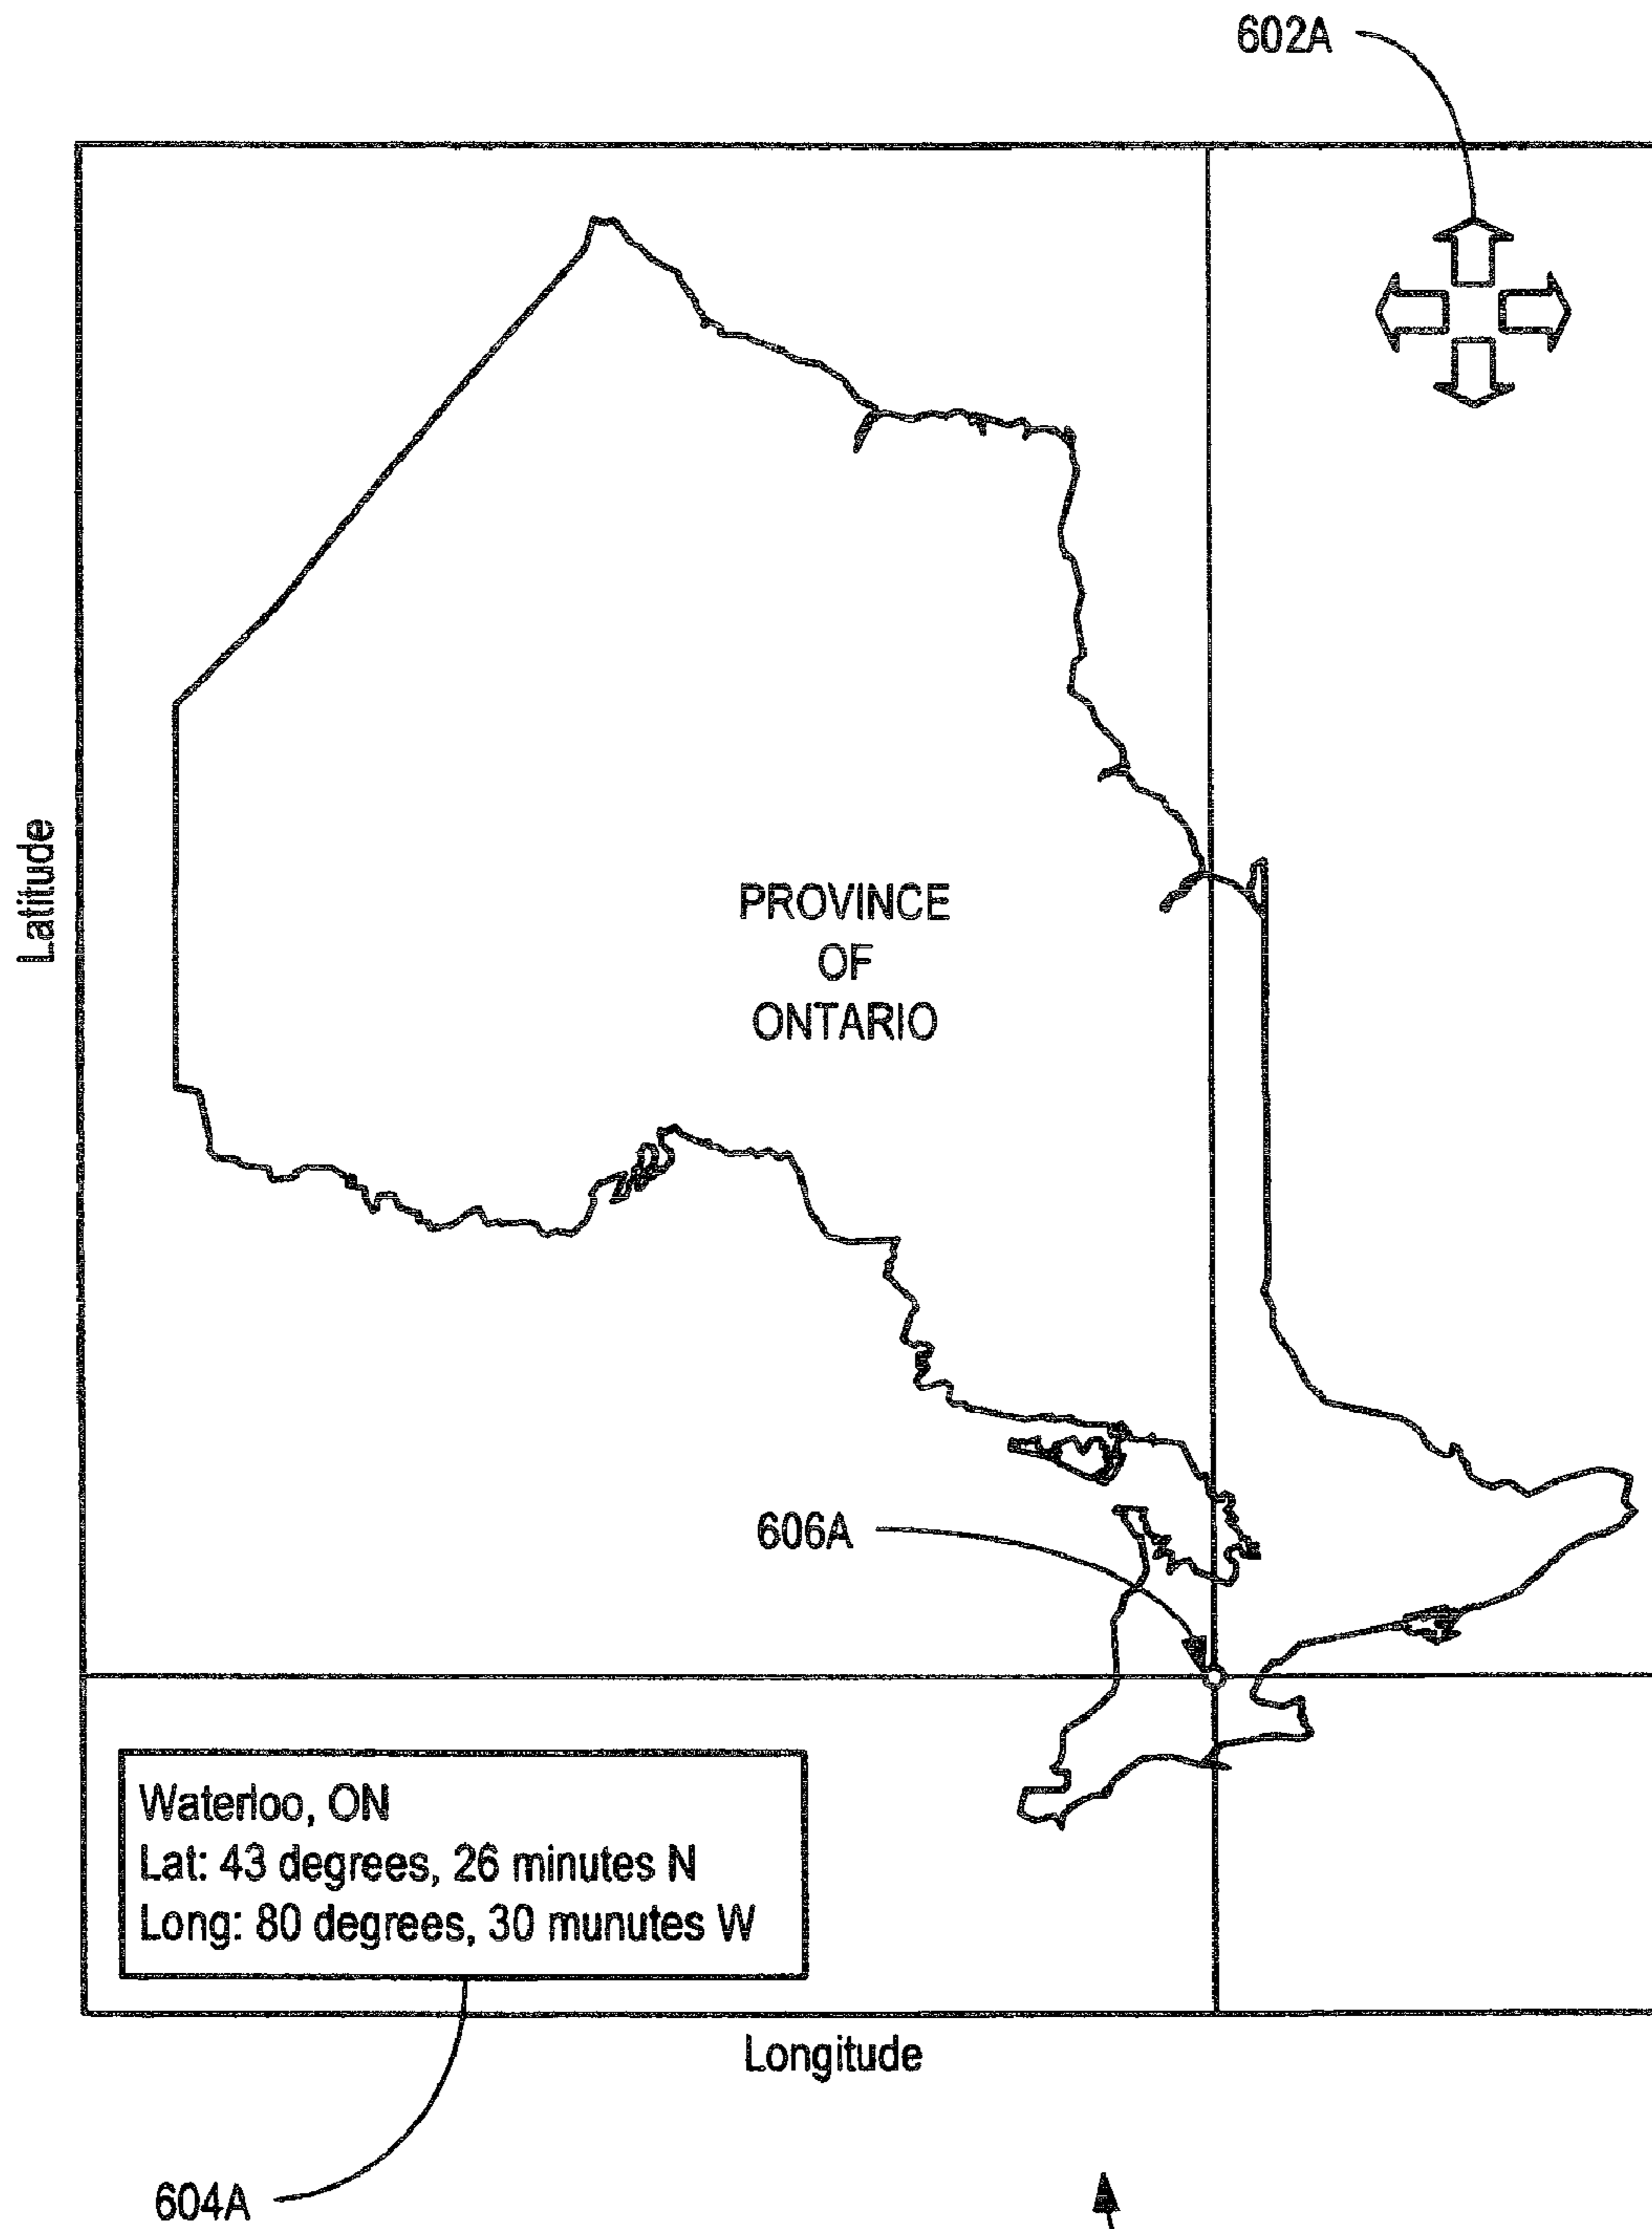 602A
Latitude
PROVINCE
OF
ONTARIO
606A
Waterloo, ON
Lat: 43 degrees, 26 minutes N
Long: 80 degrees, 30 munutes W
Longitude
604A